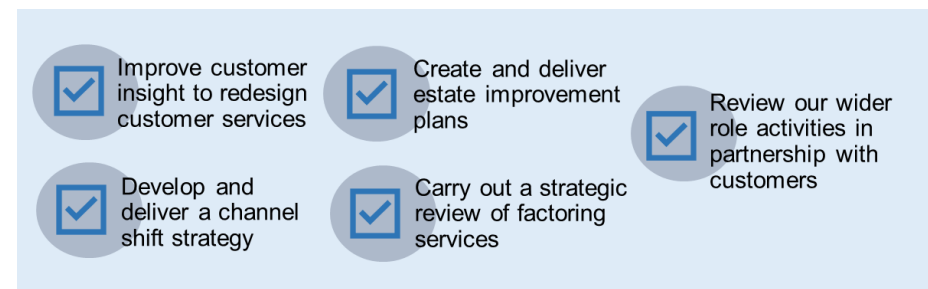 Improve customer
insight to redesign
customer services
Develop and
deliver a channel
shift strategy
Create and deliver
estate improvement
plans
Carry out a strategic
review of factoring
services
Review our wider
role activities in
partnership with
customers